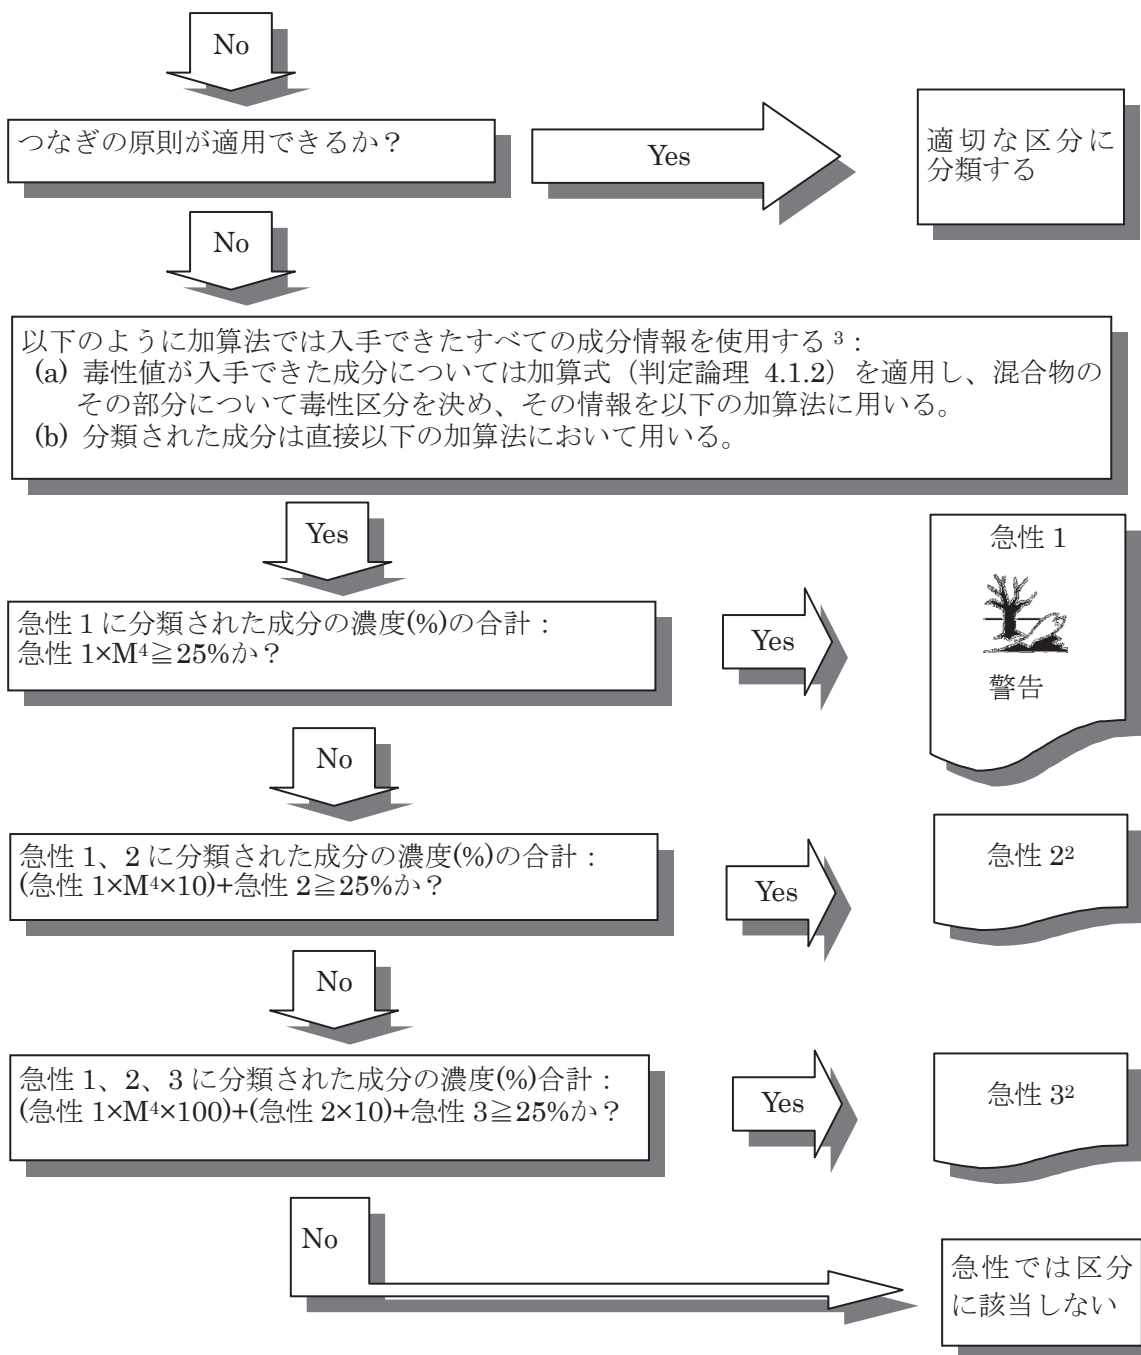 No
つなぎの原則が適用できるか？
Yes
適切な区分に
分類する
No
以下のように加算法では入手できたすべての成分情報を使用する ³：
(a) 毒性値が入手できた成分については加算式（判定論理 4.1.2）を適用し、混合物の
その部分について毒性区分を決め、その情報を以下の加算法に用いる。
(b) 分類された成分は直接以下の加算法において用いる。
Yes
急性 1
警告
急性 1 に分類された成分の濃度(%)の合計：
急性 1×M⁴≧25%か？
Yes
No
急性 1、2 に分類された成分の濃度(%)の合計：
(急性 1×M⁴×10)+急性 2≧25%か？
Yes
急性 2²
No
急性 1、2、3 に分類された成分の濃度(%)合計：
(急性 1×M⁴×100)+(急性 2×10)+急性 3≧25%か？
Yes
急性 3²
No
急性では区分
に該当しない